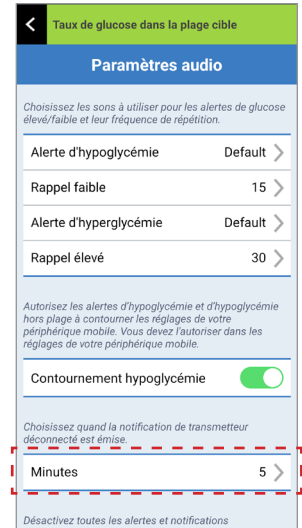 Taux de glucose dans la plage cible
Paramètres audio
Choisissez les sons à utiliser pour les alertes de glucose
élevé/faible et leur fréquence de répétition.
Alerte d'hypoglycémie Default
Rappel faible 15
Alerte d'hyperglycémie Default
Rappel élevé 30
Autorisez les alertes d'hypoglycémie et d'hypoglycémie
hors plage à contourner les réglages de votre
périphérique mobile. Vous devez l'autoriser dans les
réglages de votre périphérique mobile.
Contournement hypoglycémie
Choisissez quand la notification de transmetteur
déconnecté est émise.
Minutes 5
Désactivez toutes les alertes et notifications